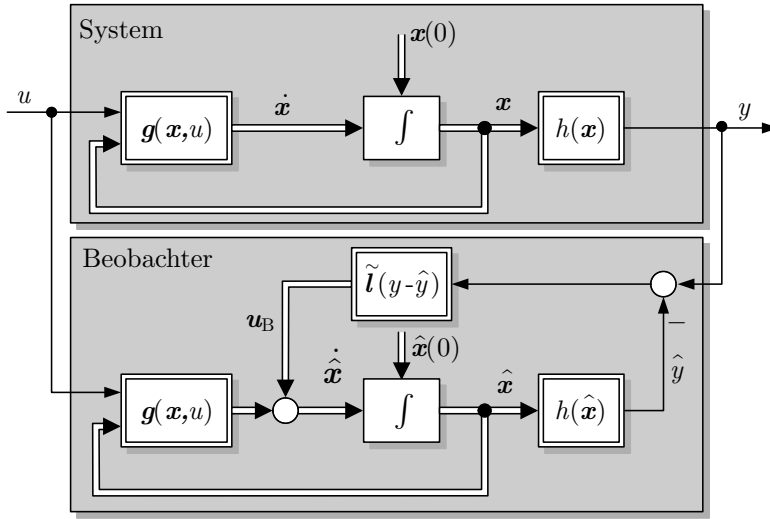 System
x(0)
u
ẋ
x
y
g(x,u)
∫
h(x)
Beobachter
l̃(y-ŷ)
u_B
x̂̇
x̂(0)
x̂
−
ŷ
g(x,u)
∫
h(x̂)